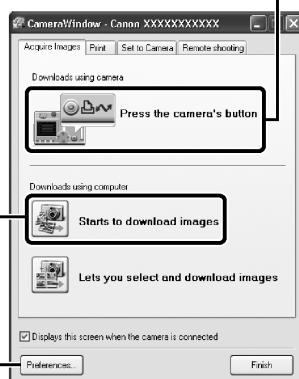 CameraWindow - Canon XXXXXXXXXXX
Acquire Images Print Set to Camera Remote shooting
Downloads using camera
Press the camera's button
Downloads using computer
Starts to download images
Lets you select and download images
Displays this screen when the camera is connected
Preferences... Finish